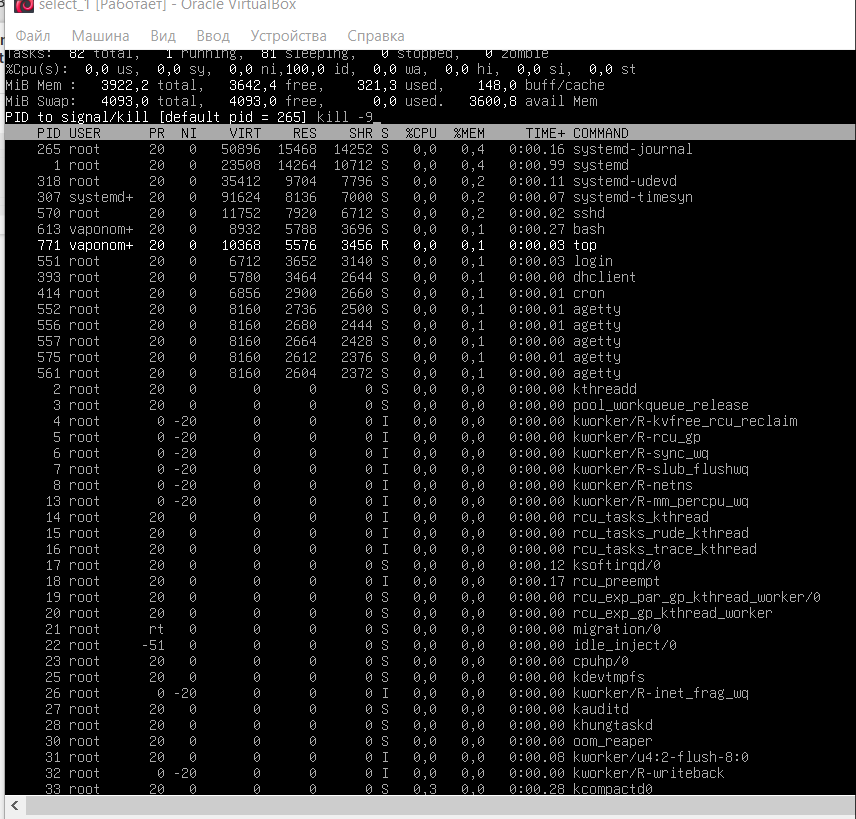 select_1 [Работает] - Oracle VirtualBox
Файл Машина Вид Ввод Устройства Справка
Tasks: 82 total, 1 running, 81 sleeping, 0 stopped, 0 zombie
%Cpu(s): 0,0 us, 0,0 sy, 0,0 ni,100,0 id, 0,0 wa, 0,0 hi, 0,0 si, 0,0 st
MiB Mem : 3922,2 total, 3642,4 free, 321,3 used, 148,0 buff/cache
MiB Swap: 4093,0 total, 4093,0 free, 0,0 used. 3600,8 avail Mem
PID to signal/kill [default pid = 265] kill -9_
PID USER PR NI VIRT RES SHR S %CPU %MEM TIME+ COMMAND
265 root 20 0 50896 15468 14252 S 0,0 0,4 0:00.16 systemd-journal
1 root 20 0 23508 14264 10712 S 0,0 0,4 0:00.99 systemd
318 root 20 0 35412 9704 7796 S 0,0 0,2 0:00.11 systemd-udevd
307 systemd+ 20 0 91624 8136 7000 S 0,0 0,2 0:00.07 systemd-timesyn
570 root 20 0 11752 7920 6712 S 0,0 0,2 0:00.02 sshd
613 vaponom+ 20 0 8932 5788 3696 S 0,0 0,1 0:00.27 bash
771 vaponom+ 20 0 10368 5576 3456 R 0,0 0,1 0:00.03 top
551 root 20 0 6712 3652 3140 S 0,0 0,1 0:00.03 login
393 root 20 0 5780 3464 2644 S 0,0 0,1 0:00.00 dhclient
414 root 20 0 6856 2900 2660 S 0,0 0,1 0:00.01 cron
552 root 20 0 8160 2736 2500 S 0,0 0,1 0:00.01 agetty
556 root 20 0 8160 2680 2444 S 0,0 0,1 0:00.01 agetty
557 root 20 0 8160 2664 2428 S 0,0 0,1 0:00.00 agetty
575 root 20 0 8160 2612 2376 S 0,0 0,1 0:00.01 agetty
561 root 20 0 8160 2604 2372 S 0,0 0,1 0:00.00 agetty
2 root 20 0 0 0 0 S 0,0 0,0 0:00.00 kthreadd
3 root 20 0 0 0 0 S 0,0 0,0 0:00.00 pool_workqueue_release
4 root 0 -20 0 0 0 I 0,0 0,0 0:00.00 kworker/R-kvfree_rcu_reclaim
5 root 0 -20 0 0 0 I 0,0 0,0 0:00.00 kworker/R-rcu_gp
6 root 0 -20 0 0 0 I 0,0 0,0 0:00.00 kworker/R-sync_wq
7 root 0 -20 0 0 0 I 0,0 0,0 0:00.00 kworker/R-slub_flushwq
8 root 0 -20 0 0 0 I 0,0 0,0 0:00.00 kworker/R-netns
13 root 0 -20 0 0 0 I 0,0 0,0 0:00.00 kworker/R-mm_percpu_wq
14 root 20 0 0 0 0 I 0,0 0,0 0:00.00 rcu_tasks_kthread
15 root 20 0 0 0 0 I 0,0 0,0 0:00.00 rcu_tasks_rude_kthread
16 root 20 0 0 0 0 I 0,0 0,0 0:00.00 rcu_tasks_trace_kthread
17 root 20 0 0 0 0 S 0,0 0,0 0:00.12 ksoftirqd/0
18 root 20 0 0 0 0 I 0,0 0,0 0:00.17 rcu_preempt
19 root 20 0 0 0 0 S 0,0 0,0 0:00.00 rcu_exp_par_gp_kthread_worker/0
20 root 20 0 0 0 0 S 0,0 0,0 0:00.00 rcu_exp_gp_kthread_worker
21 root rt 0 0 0 0 S 0,0 0,0 0:00.00 migration/0
22 root -51 0 0 0 0 S 0,0 0,0 0:00.00 idle_inject/0
23 root 20 0 0 0 0 S 0,0 0,0 0:00.00 cpuhp/0
25 root 20 0 0 0 0 S 0,0 0,0 0:00.00 kdevtmpfs
26 root 0 -20 0 0 0 I 0,0 0,0 0:00.00 kworker/R-inet_frag_wq
27 root 20 0 0 0 0 S 0,0 0,0 0:00.00 kauditd
28 root 20 0 0 0 0 S 0,0 0,0 0:00.00 khungtaskd
30 root 20 0 0 0 0 S 0,0 0,0 0:00.00 oom_reaper
31 root 20 0 0 0 0 I 0,0 0,0 0:00.08 kworker/u4:2-flush-8:0
32 root 0 -20 0 0 0 I 0,0 0,0 0:00.00 kworker/R-writeback
33 root 20 0 0 0 0 S 0,3 0,0 0:00.28 kcompactd0